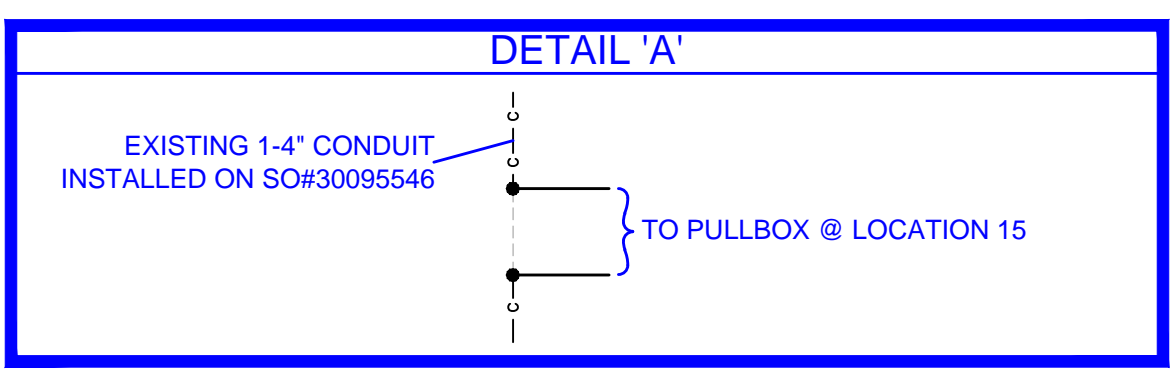 DETAIL 'A'
C
EXISTING 1-4" CONDUIT
INSTALLED ON SO#30095546
C
TO PULLBOX @ LOCATION 15
C